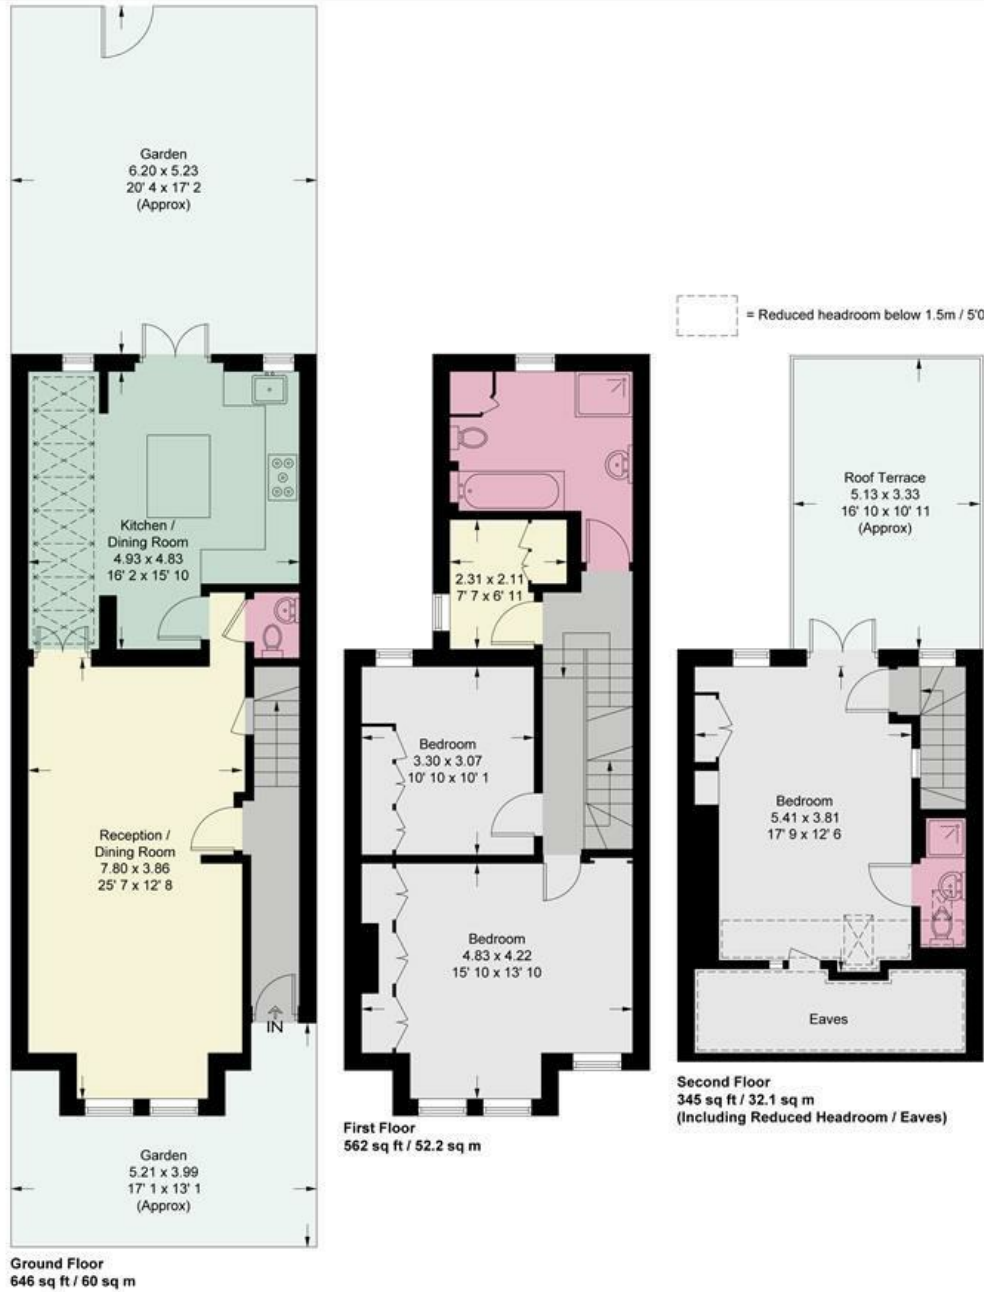 Garden
6.20 x 5.23
20' 4 x 17' 2
(Approx)
= Reduced headroom below 1.5m / 5'0
Kitchen /
Dining Room
4.93 x 4.83
16' 2 x 15' 10
Reception /
Dining Room
7.80 x 3.86
25' 7 x 12' 8
IN
Garden
5.21 x 3.99
17' 1 x 13' 1
(Approx)
Ground Floor
646 sq ft / 60 sq m
2.31 x 2.11
7' 7 x 6' 11
Bedroom
3.30 x 3.07
10' 10 x 10' 1
Bedroom
4.83 x 4.22
15' 10 x 13' 10
First Floor
562 sq ft / 52.2 sq m
Roof Terrace
5.13 x 3.33
16' 10 x 10' 11
(Approx)
Bedroom
5.41 x 3.81
17' 9 x 12' 6
Eaves
Second Floor
345 sq ft / 32.1 sq m
(Including Reduced Headroom / Eaves)